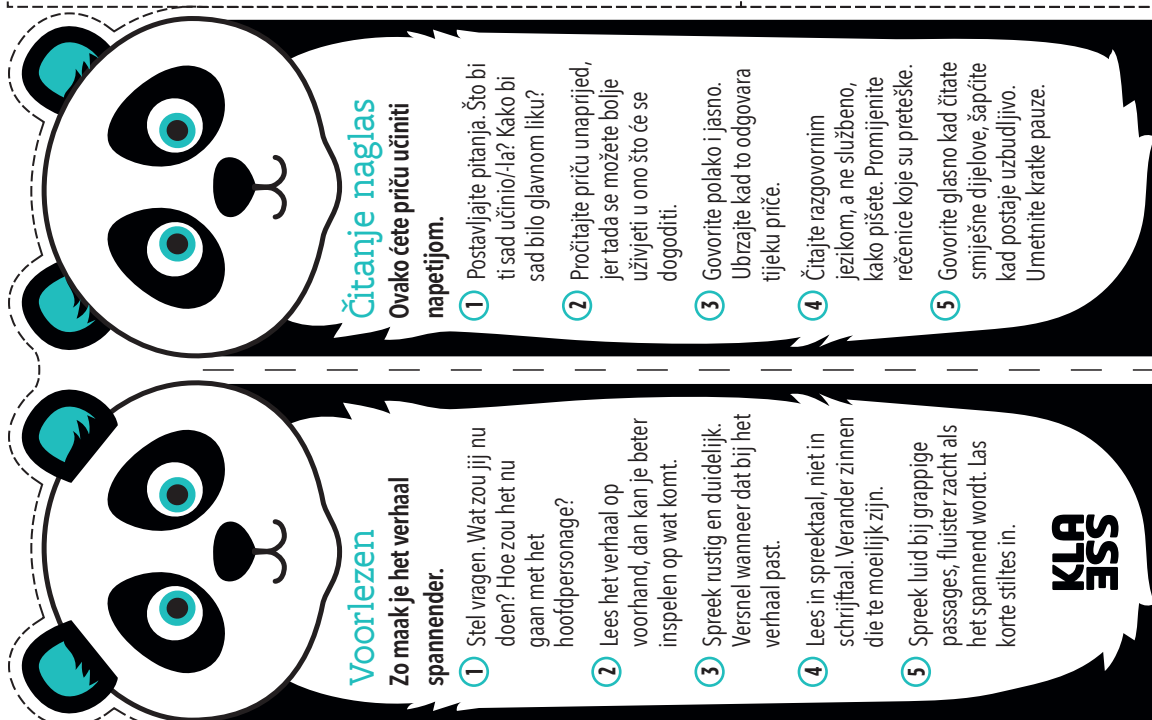 Čitanje naglas
Ovako ćete priču učiniti
napetijom.
1 Postavljajte pitanja. Što bi
ti sad učinio/-la? Kako bi
sad bilo glavnom liku?
2 Pročitajte priču unaprijed,
jer tada se možete bolje
uživjeti u ono što će se
dogoditi.
3 Govorite polako i jasno.
Ubrzajte kad to odgovara
tijeku priče.
4 Čitajte razgovornim
jezikom, a ne službeno,
kako pišete. Promijenite
rečenice koje su preteške.
5 Govorite glasno kad čitate
smiješne dijelove, šapćite
kad postaje uzbudljivo.
Umetnite kratke pauze.
Voorlezen
Zo maak je het verhaal
spannender.
1 Stel vragen. Wat zou jij nu
doen? Hoe zou het nu
gaan met het
hoofdpersonage?
2 Lees het verhaal op
voorhand, dan kan je beter
inspelen op wat komt.
3 Spreek rustig en duidelijk.
Versnel wanneer dat bij het
verhaal past.
4 Lees in spreektaal, niet in
schrijftaal. Verander zinnen
die te moeilijk zijn.
5 Spreek luid bij grappige
passages, fluister zacht als
het spannend wordt. Las
korte stiltes in.
KLA
SSE